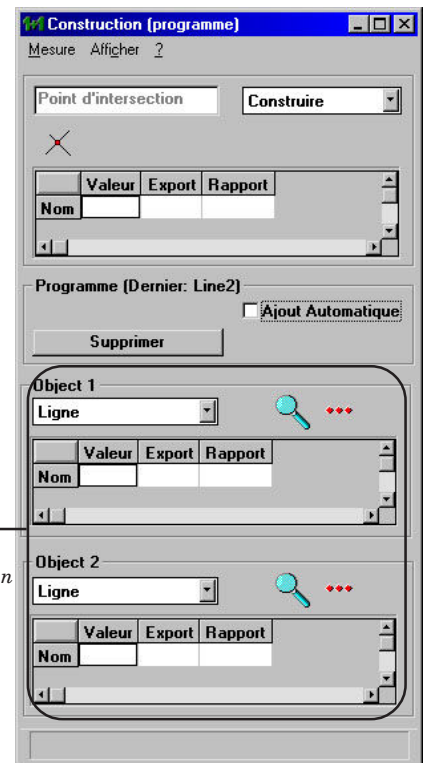 Construction (programme)
Mesure Afficher ?
Point d'intersection Construire
Valeur Export Rapport
Nom
Programme (Dernier: Line2)
Ajout Automatique
Supprimer
Object 1
Ligne
Valeur Export Rapport
Nom
n
Object 2
Ligne
Valeur Export Rapport
Nom